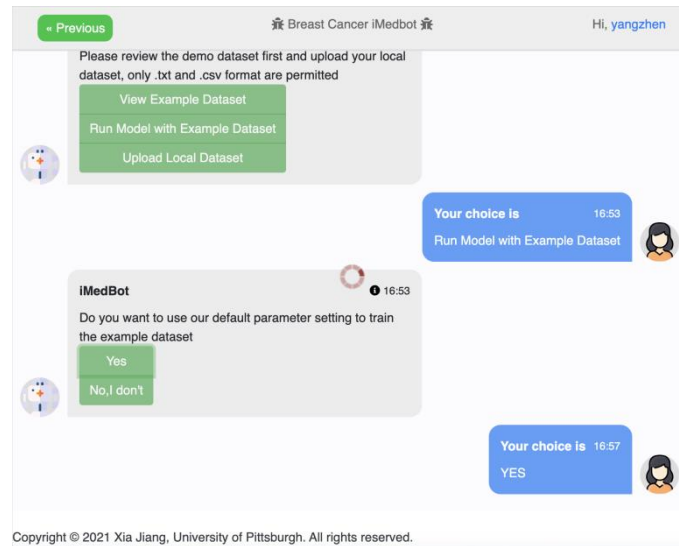 « Previous
Breast Cancer iMedbot
Hi, yangzhen
Please review the demo dataset first and upload your local
dataset, only .txt and .csv format are permitted
View Example Dataset
Run Model with Example Dataset
Upload Local Dataset
Your choice is 16:53
Run Model with Example Dataset
iMedBot 16:53
Do you want to use our default parameter setting to train
the example dataset
Yes
No,I don't
Your choice is 16:57
YES
Copyright © 2021 Xia Jiang, University of Pittsburgh. All rights reserved.